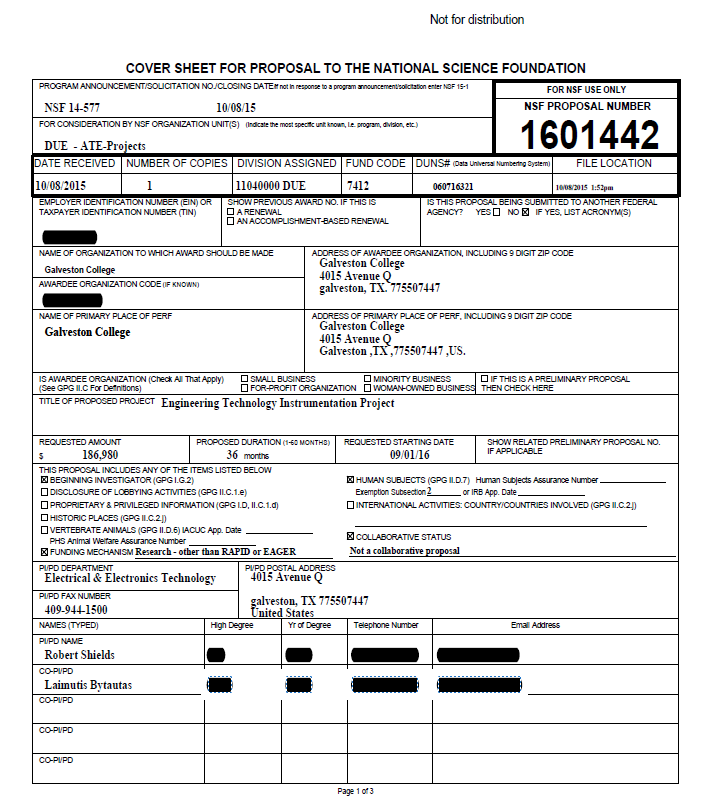 Not for distribution
COVER SHEET FOR PROPOSAL TO THE NATIONAL SCIENCE FOUNDATION
PROGRAM ANNOUNCEMENT/SOLICITATION NO./CLOSING DATE/if not in response to a program announcement/solicitation enter NSF 15-1
NSF 14-577 10/08/15
FOR NSF USE ONLY
NSF PROPOSAL NUMBER
1601442
FOR CONSIDERATION BY NSF ORGANIZATION UNIT(S) (Indicate the most specific unit known, i.e. program, division, etc.)
DUE - ATE-Projects
DATE RECEIVED NUMBER OF COPIES DIVISION ASSIGNED FUND CODE DUNS# (Data Universal Numbering System) FILE LOCATION
10/08/2015 1 11040000 DUE 7412 060716321 10/08/2015 1:52pm
EMPLOYER IDENTIFICATION NUMBER (EIN) OR
TAXPAYER IDENTIFICATION NUMBER (TIN)
SHOW PREVIOUS AWARD NO. IF THIS IS
☐ A RENEWAL
☐ AN ACCOMPLISHMENT-BASED RENEWAL
IS THIS PROPOSAL BEING SUBMITTED TO ANOTHER FEDERAL
AGENCY? YES ☐ NO ☒ IF YES, LIST ACRONYM(S)
NAME OF ORGANIZATION TO WHICH AWARD SHOULD BE MADE
Galveston College
ADDRESS OF AWARDEE ORGANIZATION, INCLUDING 9 DIGIT ZIP CODE
Galveston College
4015 Avenue Q
galveston, TX. 775507447
AWARDEE ORGANIZATION CODE (IF KNOWN)
NAME OF PRIMARY PLACE OF PERF
Galveston College
ADDRESS OF PRIMARY PLACE OF PERF, INCLUDING 9 DIGIT ZIP CODE
Galveston College
4015 Avenue Q
Galveston ,TX ,775507447 ,US.
IS AWARDEE ORGANIZATION (Check All That Apply)
(See GPG II.C For Definitions)
☐ SMALL BUSINESS
☐ FOR-PROFIT ORGANIZATION
☐ MINORITY BUSINESS
☐ WOMAN-OWNED BUSINESS
☐ IF THIS IS A PRELIMINARY PROPOSAL
THEN CHECK HERE
TITLE OF PROPOSED PROJECT Engineering Technology Instrumentation Project
REQUESTED AMOUNT
$ 186,980
PROPOSED DURATION (1-60 MONTHS)
36 months
REQUESTED STARTING DATE
09/01/16
SHOW RELATED PRELIMINARY PROPOSAL NO.
IF APPLICABLE
THIS PROPOSAL INCLUDES ANY OF THE ITEMS LISTED BELOW
☒ BEGINNING INVESTIGATOR (GPG I.G.2)
☐ DISCLOSURE OF LOBBYING ACTIVITIES (GPG II.C.1.e)
☐ PROPRIETARY & PRIVILEGED INFORMATION (GPG I.D, II.C.1.d)
☐ HISTORIC PLACES (GPG II.C.2.j)
☐ VERTEBRATE ANIMALS (GPG II.D.6) IACUC App. Date
PHS Animal Welfare Assurance Number
☒ FUNDING MECHANISM Research - other than RAPID or EAGER
☒ HUMAN SUBJECTS (GPG II.D.7) Human Subjects Assurance Number
Exemption Subsection 2 or IRB App. Date
☐ INTERNATIONAL ACTIVITIES: COUNTRY/COUNTRIES INVOLVED (GPG II.C.2.j)
☒ COLLABORATIVE STATUS
Not a collaborative proposal
PI/PD DEPARTMENT
Electrical & Electronics Technology
PI/PD FAX NUMBER
409-944-1500
PI/PD POSTAL ADDRESS
4015 Avenue Q
galveston, TX 775507447
United States
NAMES (TYPED) High Degree Yr of Degree Telephone Number Email Address
PI/PD NAME
Robert Shields
CO-PI/PD
Laimutis Bytautas
CO-PI/PD
CO-PI/PD
CO-PI/PD
Page 1 of 3